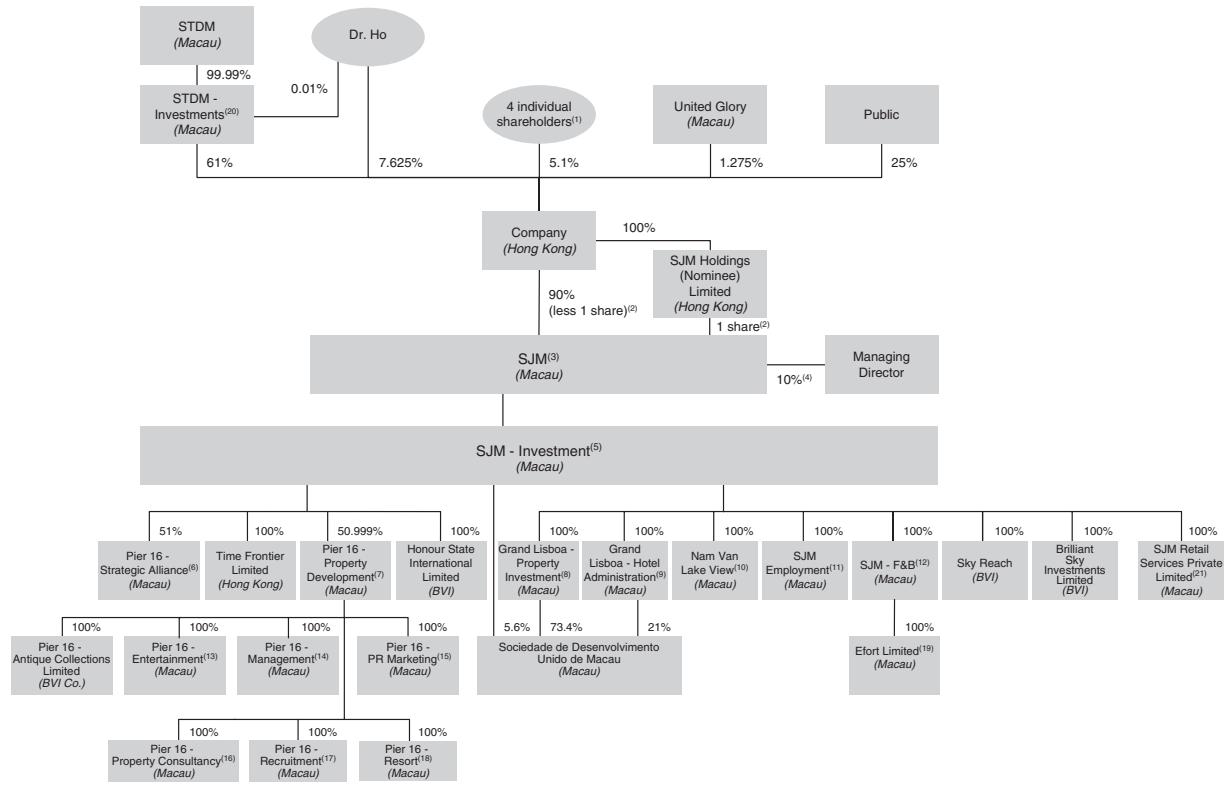 STDM
(Macau)
Dr. Ho
99.99%
0.01%
STDM -
Investments(20)
(Macau)
4 individual
shareholders(1)
United Glory
(Macau)
Public
61%
7.625%
5.1%
1.275%
25%
Company
(Hong Kong)
100%
SJM Holdings
(Nominee)
Limited
(Hong Kong)
90%
(less 1 share)(2)
1 share(2)
SJM(3)
(Macau)
10%(4)
Managing
Director
SJM - Investment(5)
(Macau)
51%
100%
50.999%
100%
100%
100%
100%
100%
100%
100%
100%
100%
Pier 16 -
Strategic Alliance(6)
(Macau)
Time Frontier
Limited
(Hong Kong)
Pier 16 -
Property
Development(7)
(Macau)
Honour State
International
Limited
(BVI)
Grand Lisboa -
Property
Investment(8)
(Macau)
Grand
Lisboa - Hotel
Administration(9)
(Macau)
Nam Van
Lake View(10)
(Macau)
SJM
Employment(11)
(Macau)
SJM - F&B(12)
(Macau)
Sky Reach
(BVI)
Brilliant
Sky
Investments
Limited
(BVI)
SJM Retail
Services Private
Limited(21)
(Macau)
100%
100%
100%
100%
5.6%
73.4%
21%
100%
Pier 16 -
Antique Collections
Limited
(BVI Co.)
Pier 16 -
Entertainment(13)
(Macau)
Pier 16 -
Management(14)
(Macau)
Pier 16 -
PR Marketing(15)
(Macau)
Sociedade de Desenvolvimento
Unido de Macau
(Macau)
Efort Limited(19)
(Macau)
100%
100%
100%
Pier 16 -
Property Consultancy(16)
(Macau)
Pier 16 -
Recruitment(17)
(Macau)
Pier 16 -
Resort(18)
(Macau)